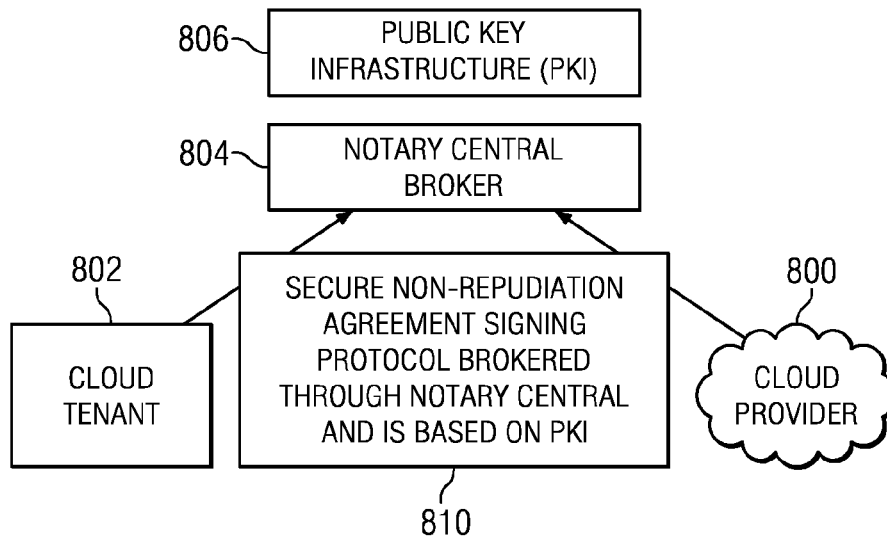 806
PUBLIC KEY
INFRASTRUCTURE (PKI)
804
NOTARY CENTRAL
BROKER
802
CLOUD
TENANT
SECURE NON-REPUDIATION
AGREEMENT SIGNING
PROTOCOL BROKERED
THROUGH NOTARY CENTRAL
AND IS BASED ON PKI
810
800
CLOUD
PROVIDER